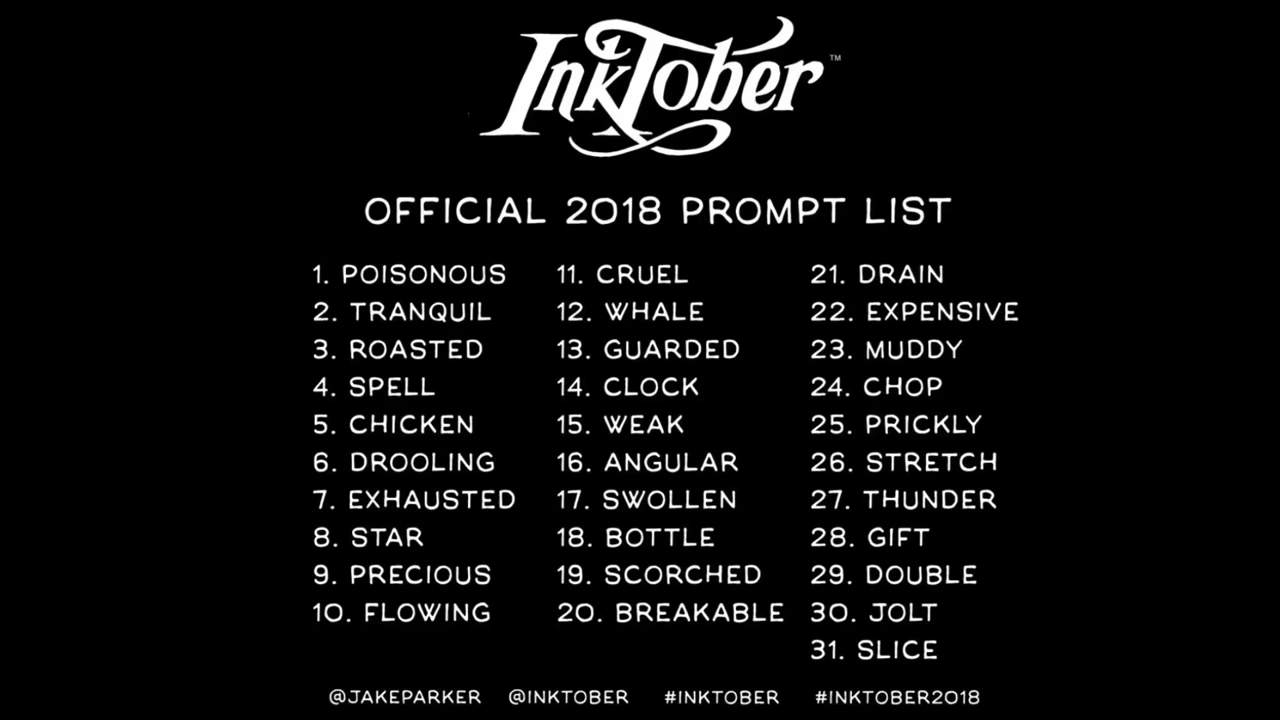 InkTober™
OFFICIAL 2018 PROMPT LIST
1. POISONOUS
2. TRANQUIL
3. ROASTED
4. SPELL
5. CHICKEN
6. DROOLING
7. EXHAUSTED
8. STAR
9. PRECIOUS
10. FLOWING
11. CRUEL
12. WHALE
13. GUARDED
14. CLOCK
15. WEAK
16. ANGULAR
17. SWOLLEN
18. BOTTLE
19. SCORCHED
20. BREAKABLE
21. DRAIN
22. EXPENSIVE
23. MUDDY
24. CHOP
25. PRICKLY
26. STRETCH
27. THUNDER
28. GIFT
29. DOUBLE
30. JOLT
31. SLICE
@JAKEPARKER @INKTOBER #INKTOBER #INKTOBER2018